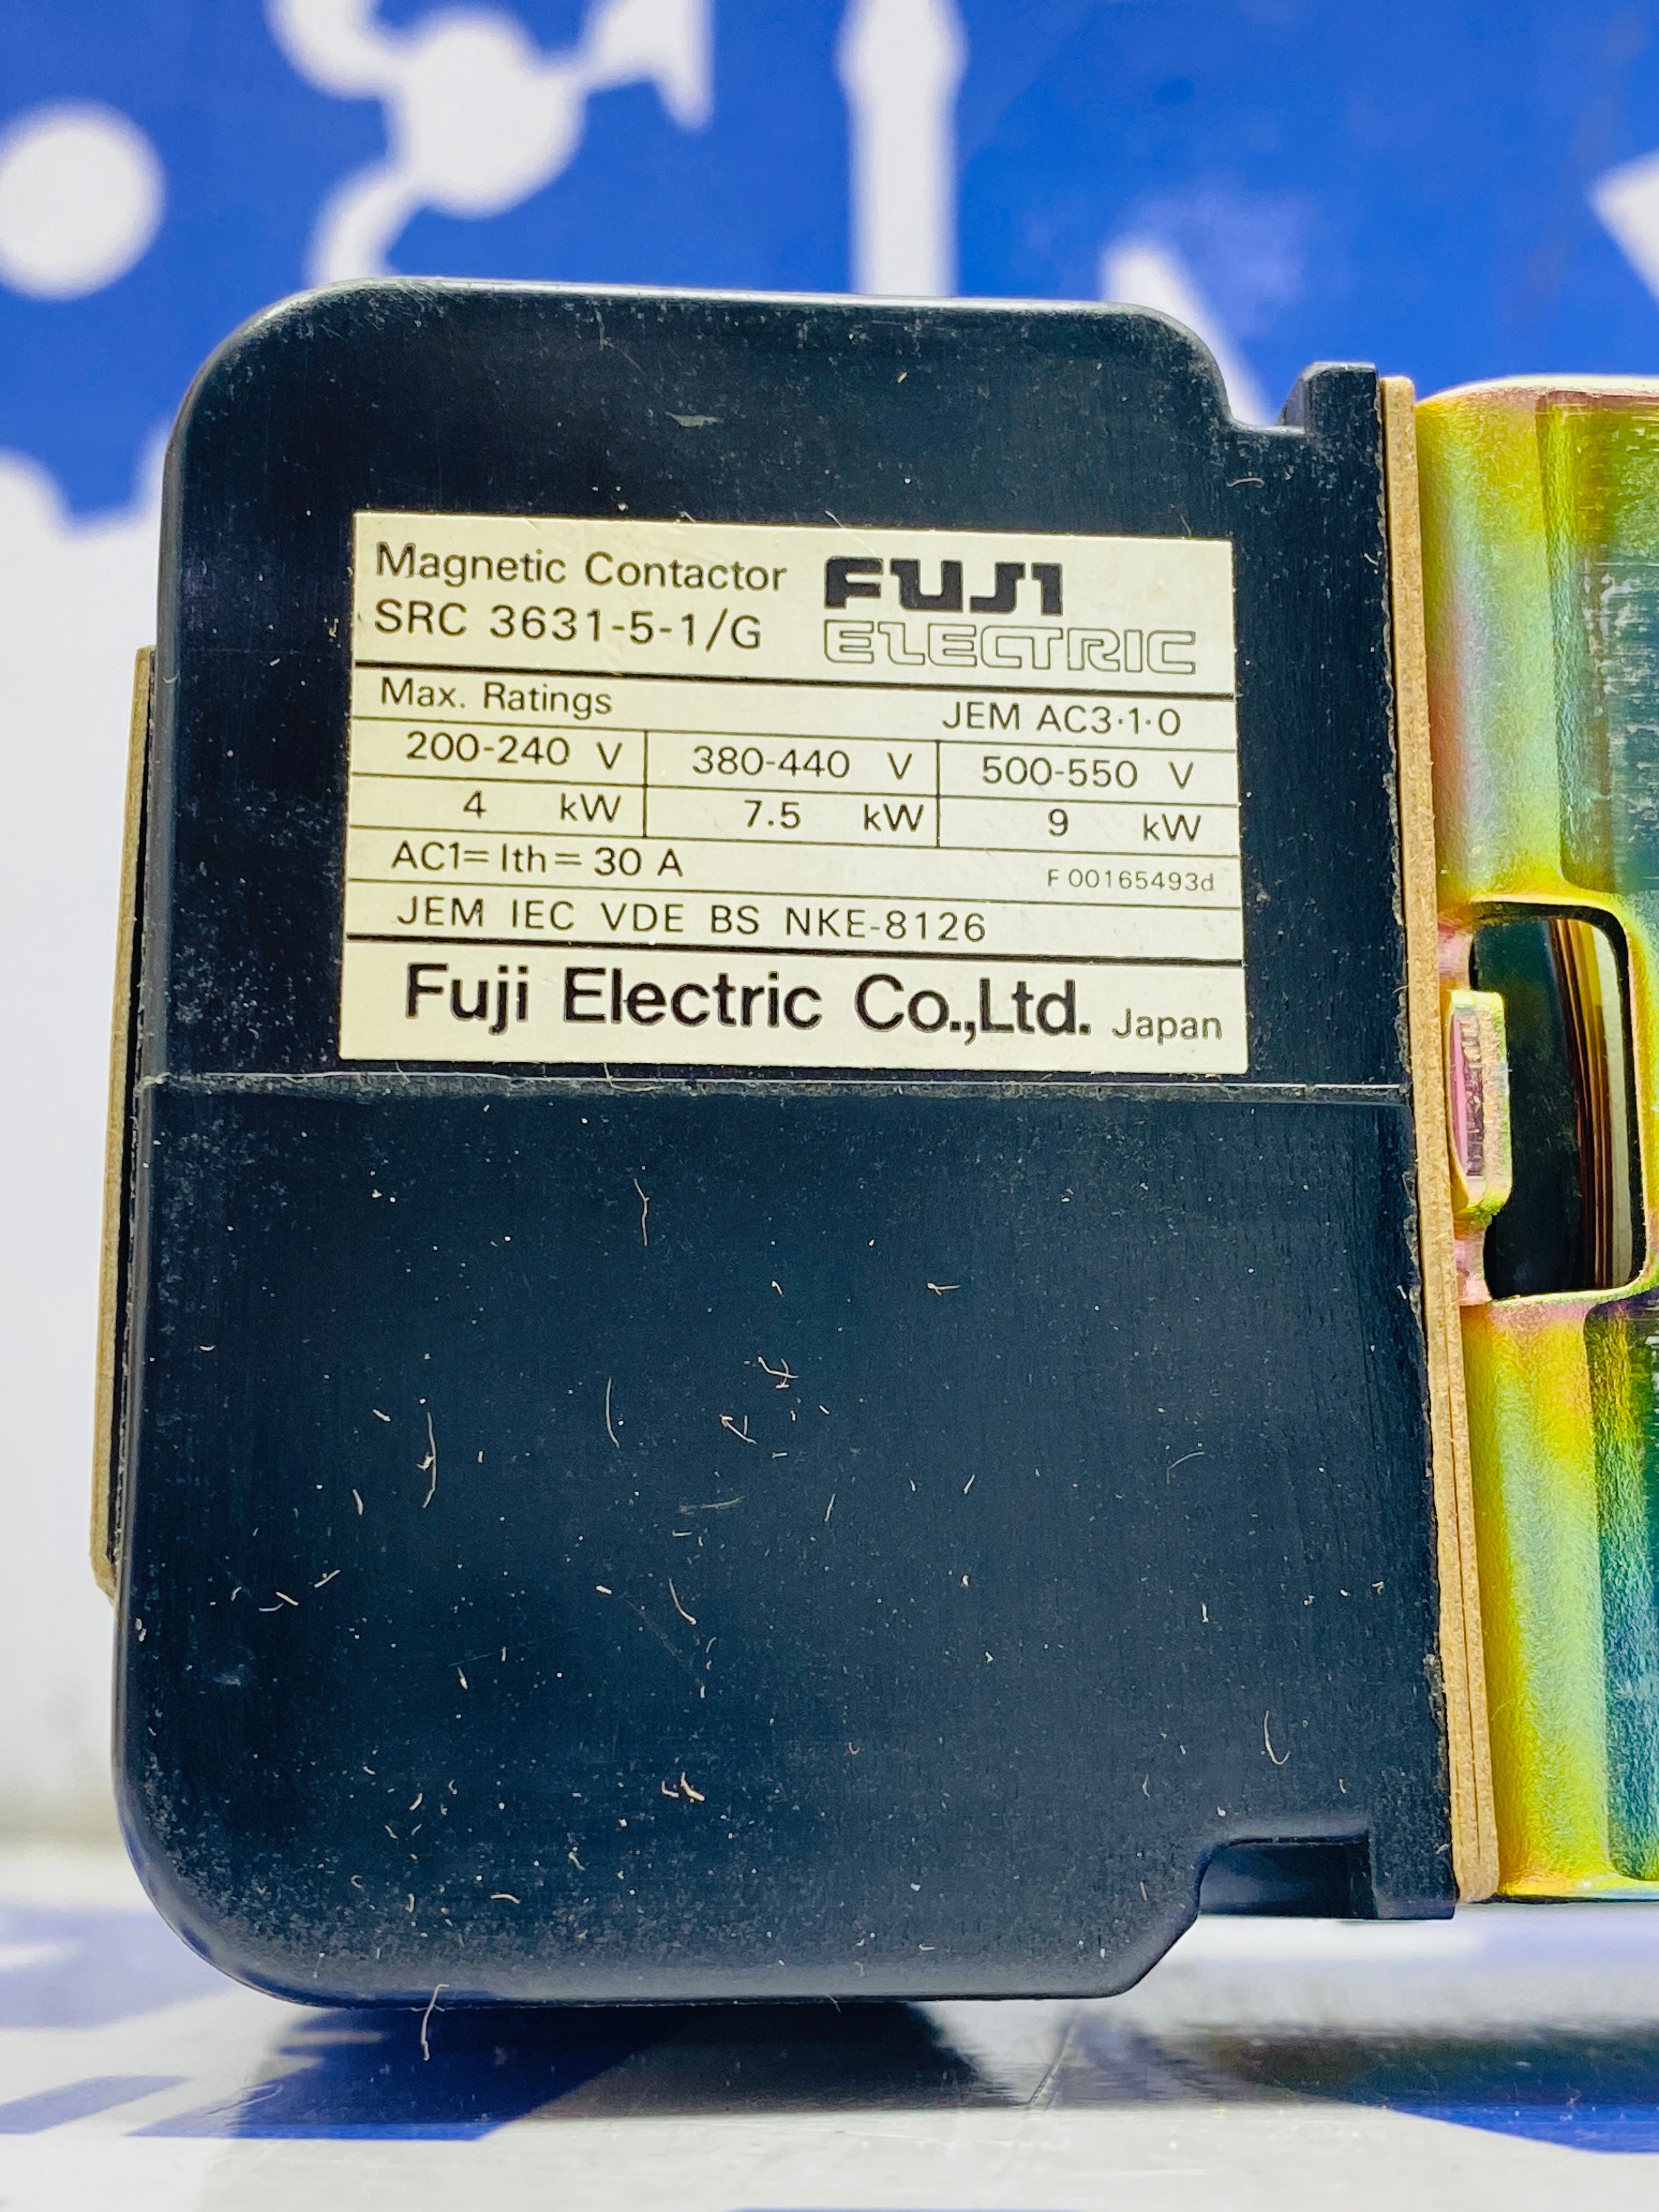 Magnetic Contactor FUJI
SRC 3631-5-1/G ELECTRIC
Max. Ratings JEM AC3·1·0
200-240 V 380-440 V 500-550 V
4 kW 7.5 kW 9 kW
AC1=Ith=30 A F00165493d
JEM IEC VDE BS NKE-8126
Fuji Electric Co.,Ltd. Japan